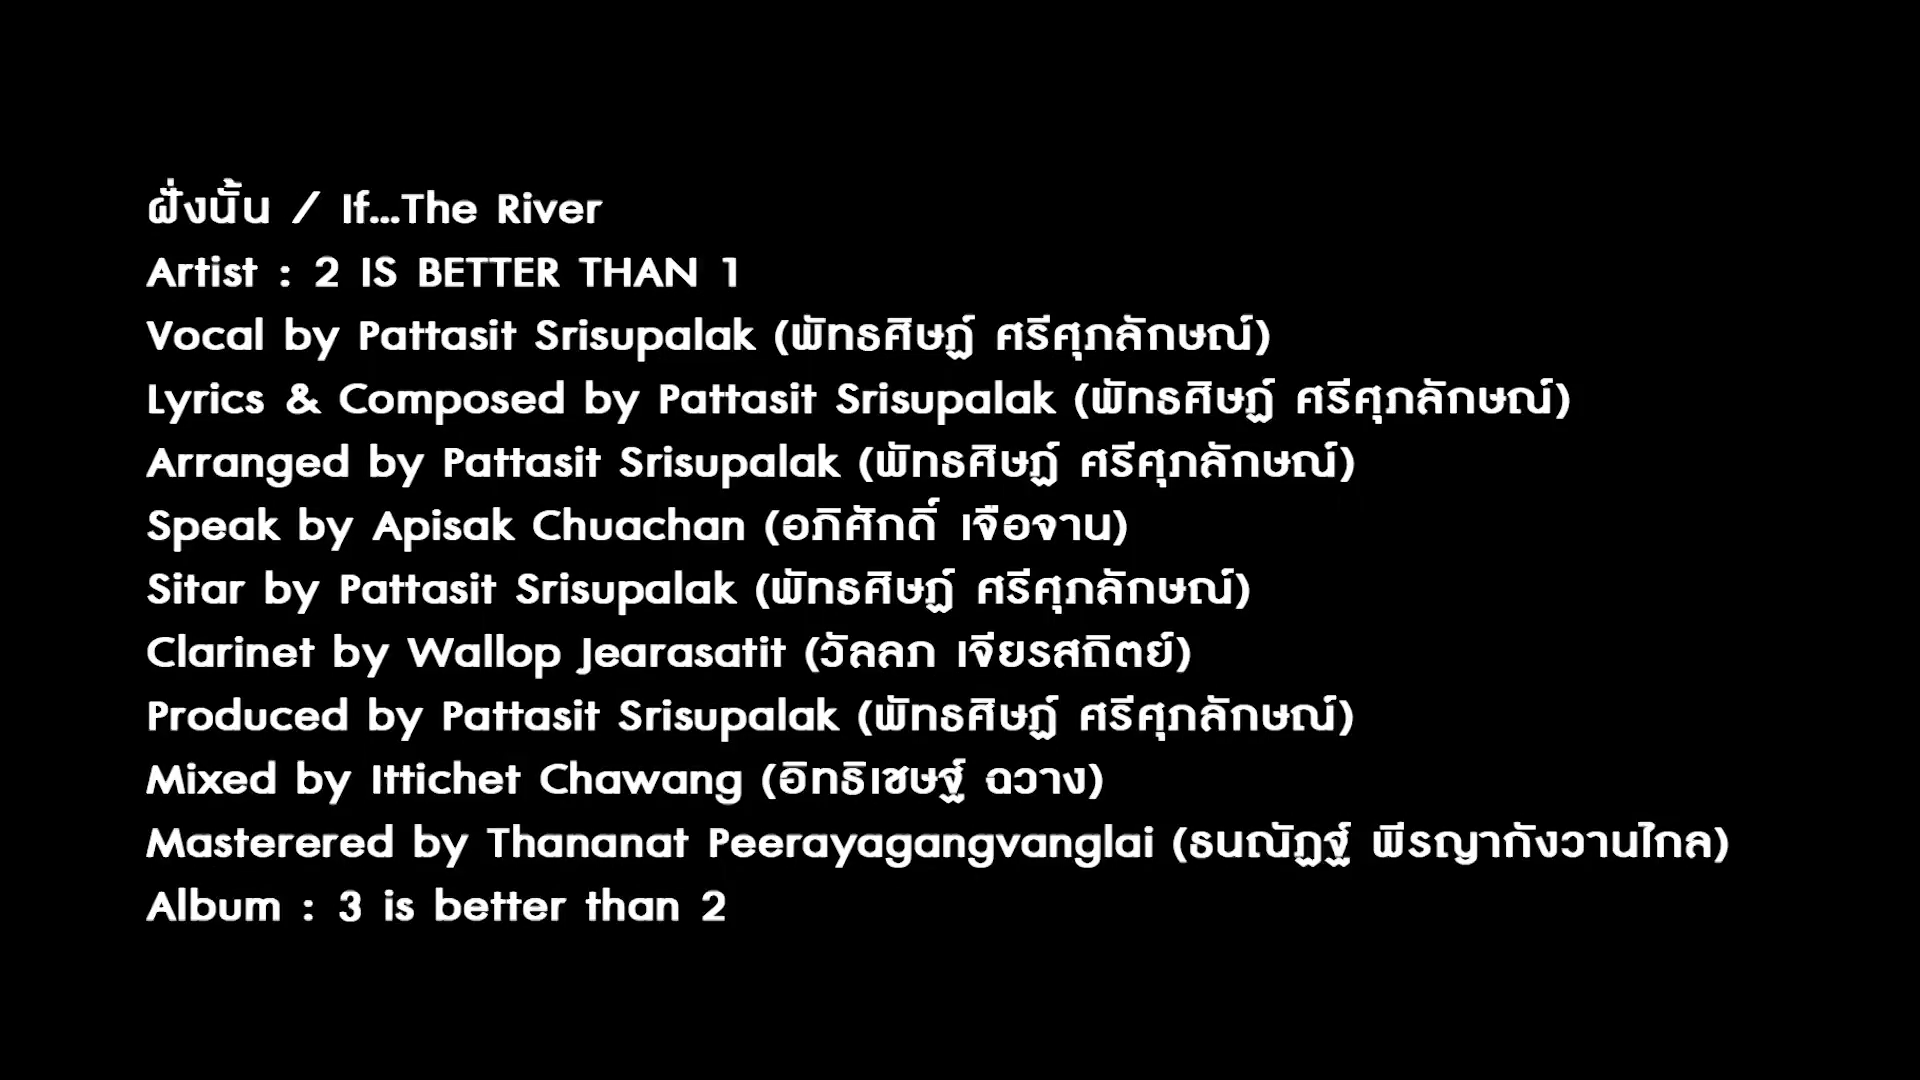 ฝั่งนั้น / If...The River
Artist : 2 IS BETTER THAN 1
Vocal by Pattasit Srisupalak (พัทธศิษฏ์ ศรีศุภลักษณ์)
Lyrics & Composed by Pattasit Srisupalak (พัทธศิษฏ์ ศรีศุภลักษณ์)
Arranged by Pattasit Srisupalak (พัทธศิษฏ์ ศรีศุภลักษณ์)
Speak by Apisak Chuachan (อภิศักดิ์ เจือจาน)
Sitar by Pattasit Srisupalak (พัทธศิษฏ์ ศรีศุภลักษณ์)
Clarinet by Wallop Jearasatit (วัลลภ เจียรสถิตย์)
Produced by Pattasit Srisupalak (พัทธศิษฏ์ ศรีศุภลักษณ์)
Mixed by Ittichet Chawang (อิทธิเชษฐ์ ฉวาง)
Masterered by Thananat Peerayagangvanglai (ธนณัฏฐ์ พีรญากังวานไกล)
Album : 3 is better than 2